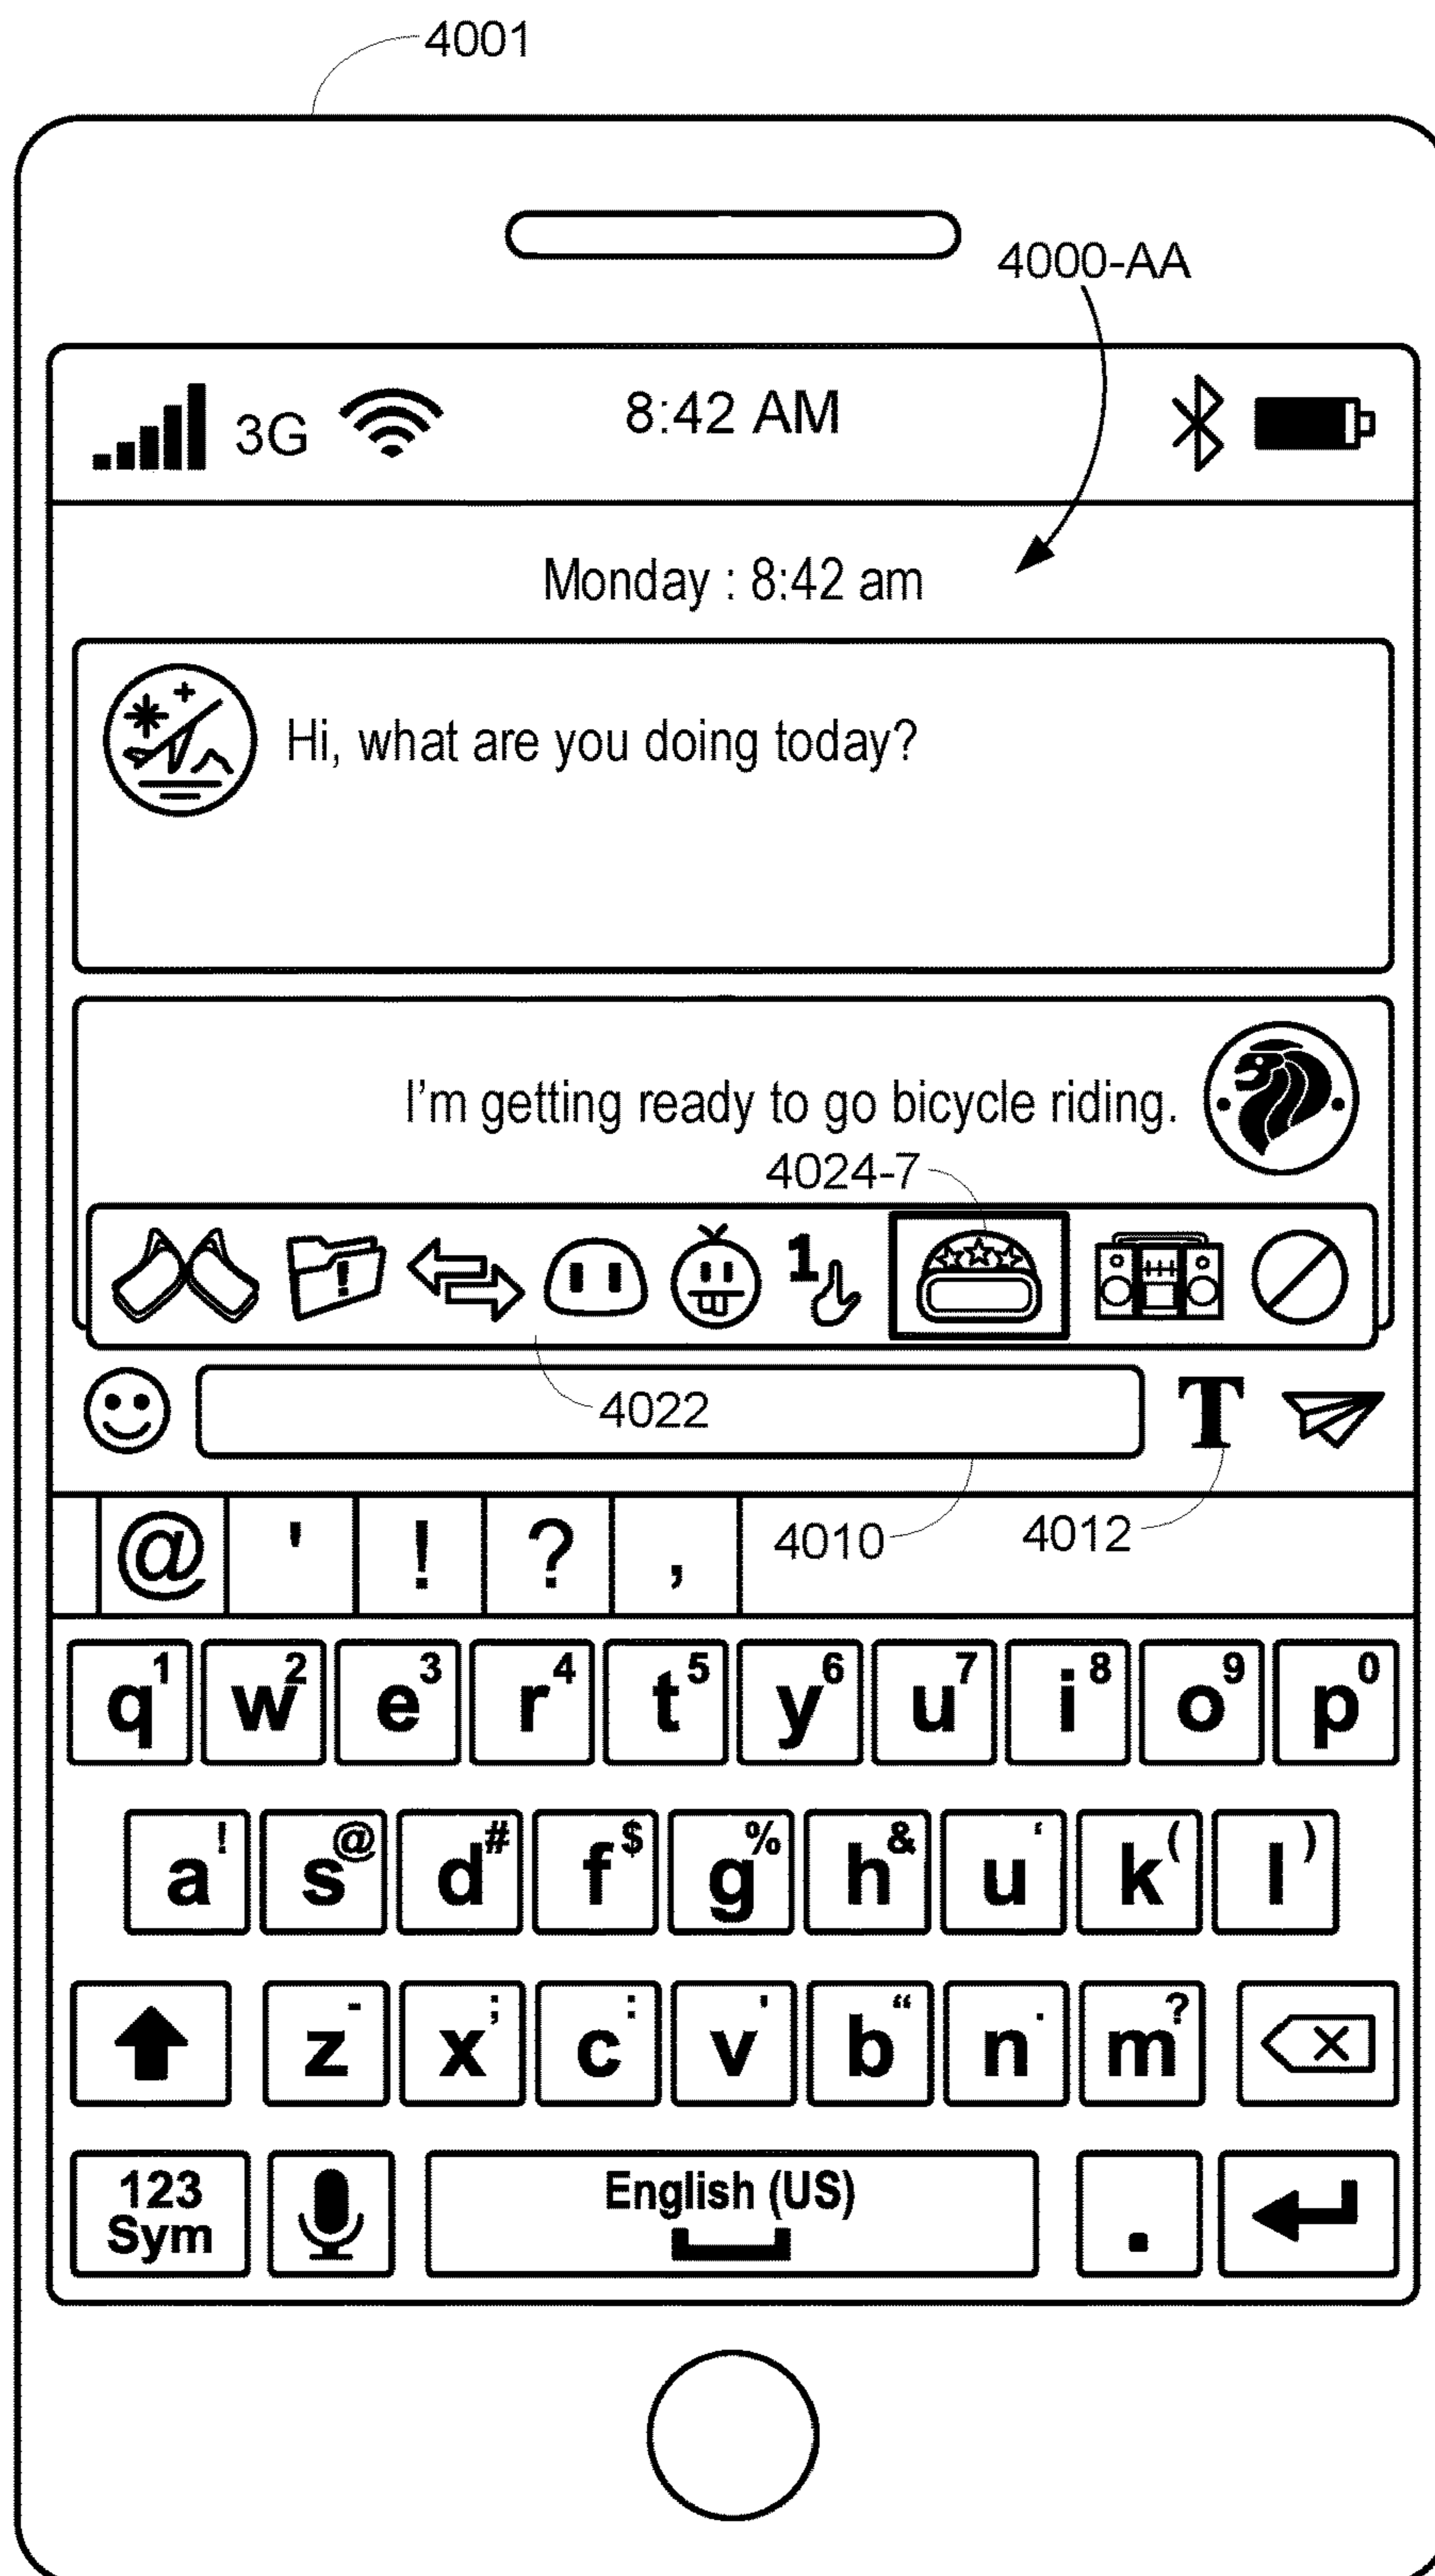 4001
4000-AA
3G 8:42 AM
Monday : 8:42 am
Hi, what are you doing today?
I'm getting ready to go bicycle riding.
4024-7
!
1
4022
T
4010
4012
@ ' ! ? ,
q1 w2 e3 r4 t5 y6 u7 i8 o9 p0
a! s@ d# f$ g% h& u‘ k( l)
z- x; c: v' b“ n. m?
123
Sym
English (US)
.